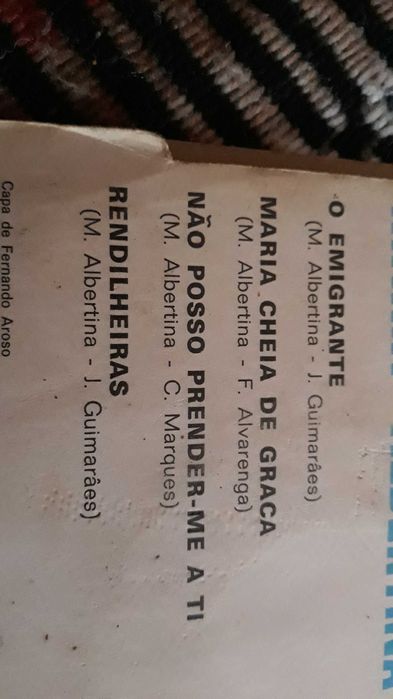 O EMIGRANTE
(M. Albertina - J. Guimarães)
MARIA CHEIA DE GRACA
(M. Albertina - F. Alvarenga)
NÃO POSSO PRENDER-ME A TI
(M. Albertina - C. Marques)
RENDILHEIRAS
(M. Albertina - J. Guimarães)
Capa de Fernando Aroso